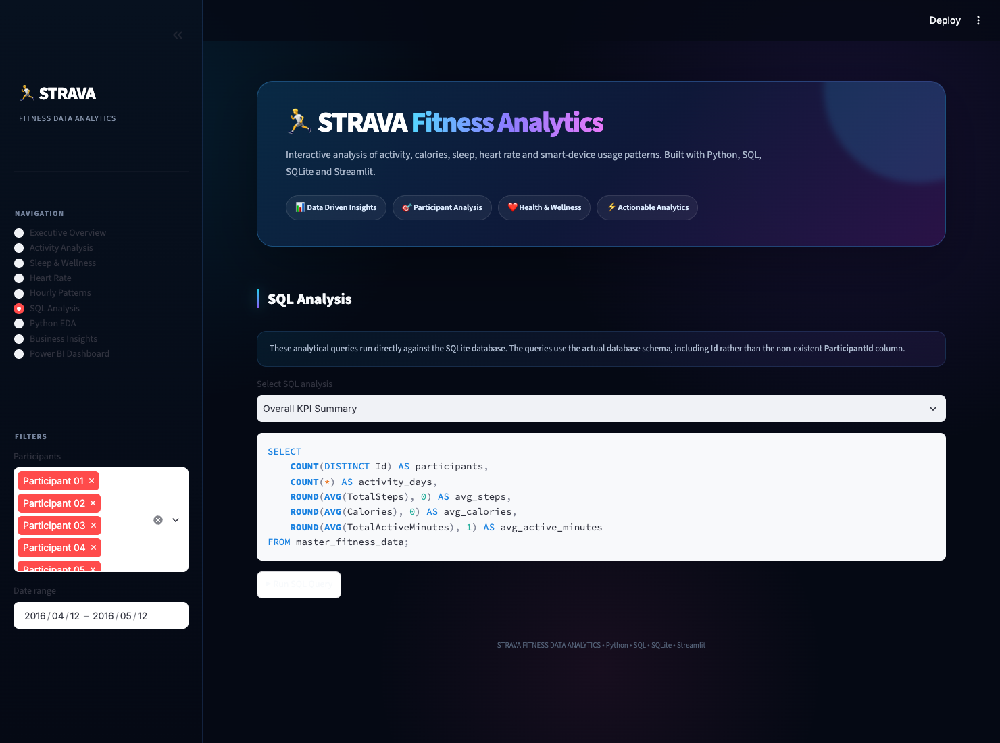 Deploy
STRAVA
FITNESS DATA ANALYTICS
NAVIGATION
Executive Overview
Activity Analysis
Sleep & Wellness
Heart Rate
Hourly Patterns
SQL Analysis
Python EDA
Business Insights
Power BI Dashboard
FILTERS
Participants
Participant 01 ×
Participant 02 ×
Participant 03 ×
Participant 04 ×
Participant 05 ×
Date range
2016/04/12 – 2016/05/12
STRAVA Fitness Analytics
Interactive analysis of activity, calories, sleep, heart rate and smart-device usage patterns. Built with Python, SQL,
SQLite and Streamlit.
Data Driven Insights
Participant Analysis
Health & Wellness
Actionable Analytics
SQL Analysis
These analytical queries run directly against the SQLite database. The queries use the actual database schema, including Id rather than the non-existent ParticipantId column.
Select SQL analysis
Overall KPI Summary
SELECT
    COUNT(DISTINCT Id) AS participants,
    COUNT(*) AS activity_days,
    ROUND(AVG(TotalSteps), 0) AS avg_steps,
    ROUND(AVG(Calories), 0) AS avg_calories,
    ROUND(AVG(TotalActiveMinutes), 1) AS avg_active_minutes
FROM master_fitness_data;
STRAVA FITNESS DATA ANALYTICS • Python • SQL • SQLite • Streamlit